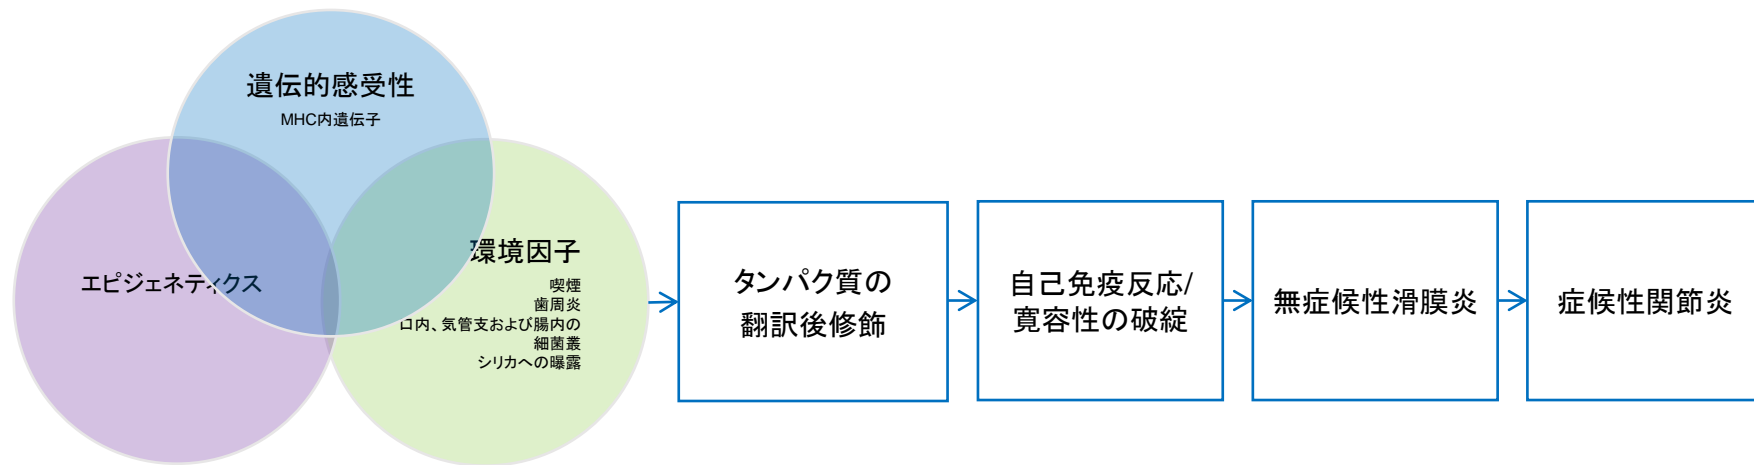 遺伝的感受性
MHC内遺伝子
エピジェネティクス
環境因子
喫煙
歯周炎
口内、気管支および腸内の
細菌叢
シリカへの曝露
タンパク質の
翻訳後修飾
自己免疫反応/
寛容性の破綻
無症候性滑膜炎
症候性関節炎